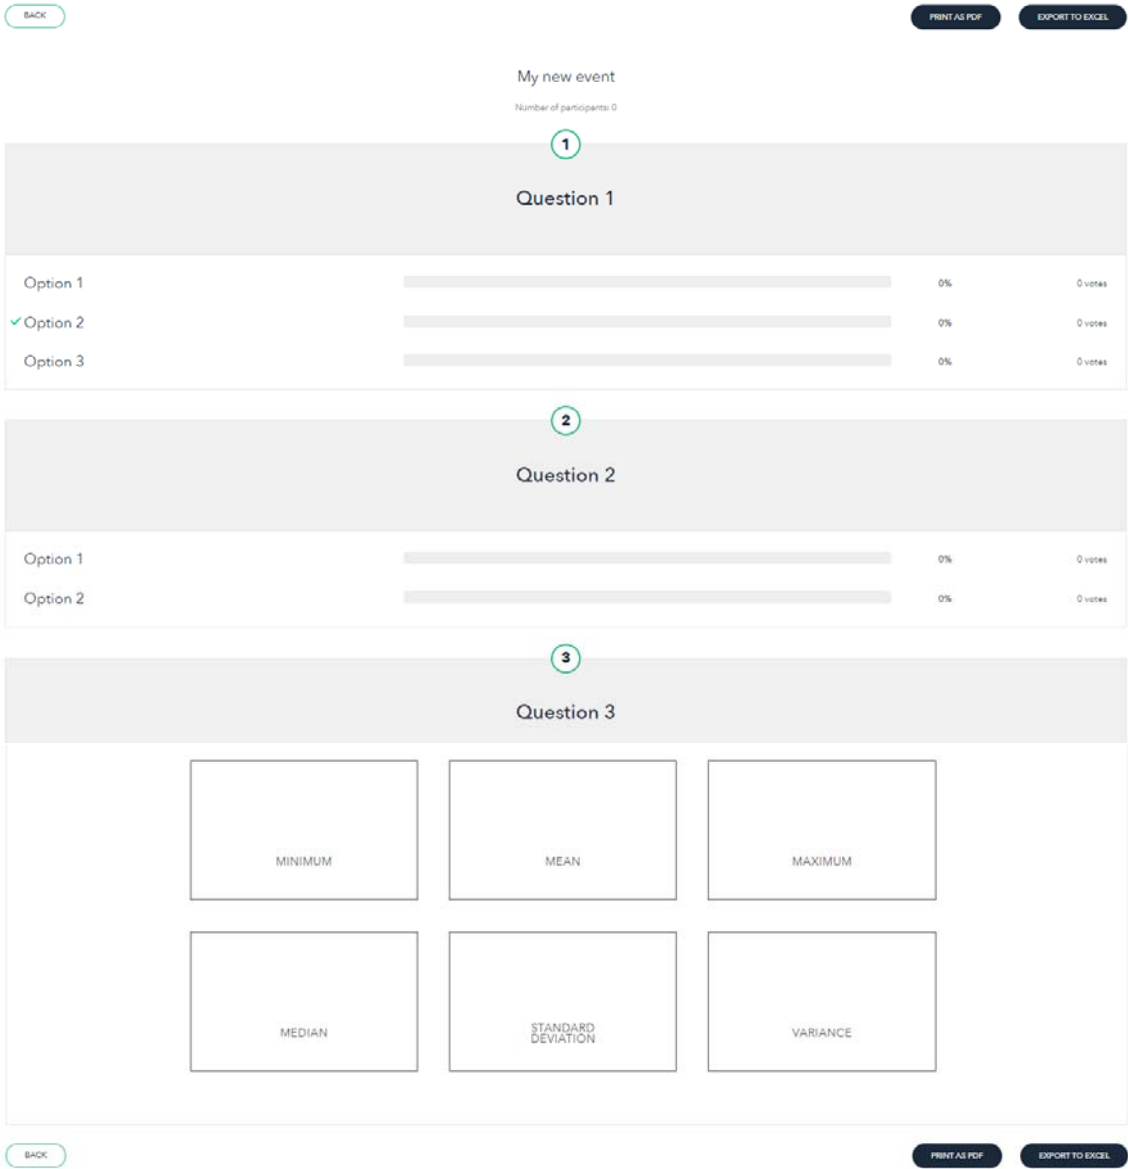 BACK
PRINT AS PDF
EXPORT TO EXCEL
My new event
Number of participants: 0
1
Question 1
Option 1
0%
0 votes
Option 2
0%
0 votes
Option 3
0%
0 votes
2
Question 2
Option 1
0%
0 votes
Option 2
0%
0 votes
3
Question 3
MINIMUM
MEAN
MAXIMUM
MEDIAN
STANDARD
DEVIATION
VARIANCE
BACK
PRINT AS PDF
EXPORT TO EXCEL